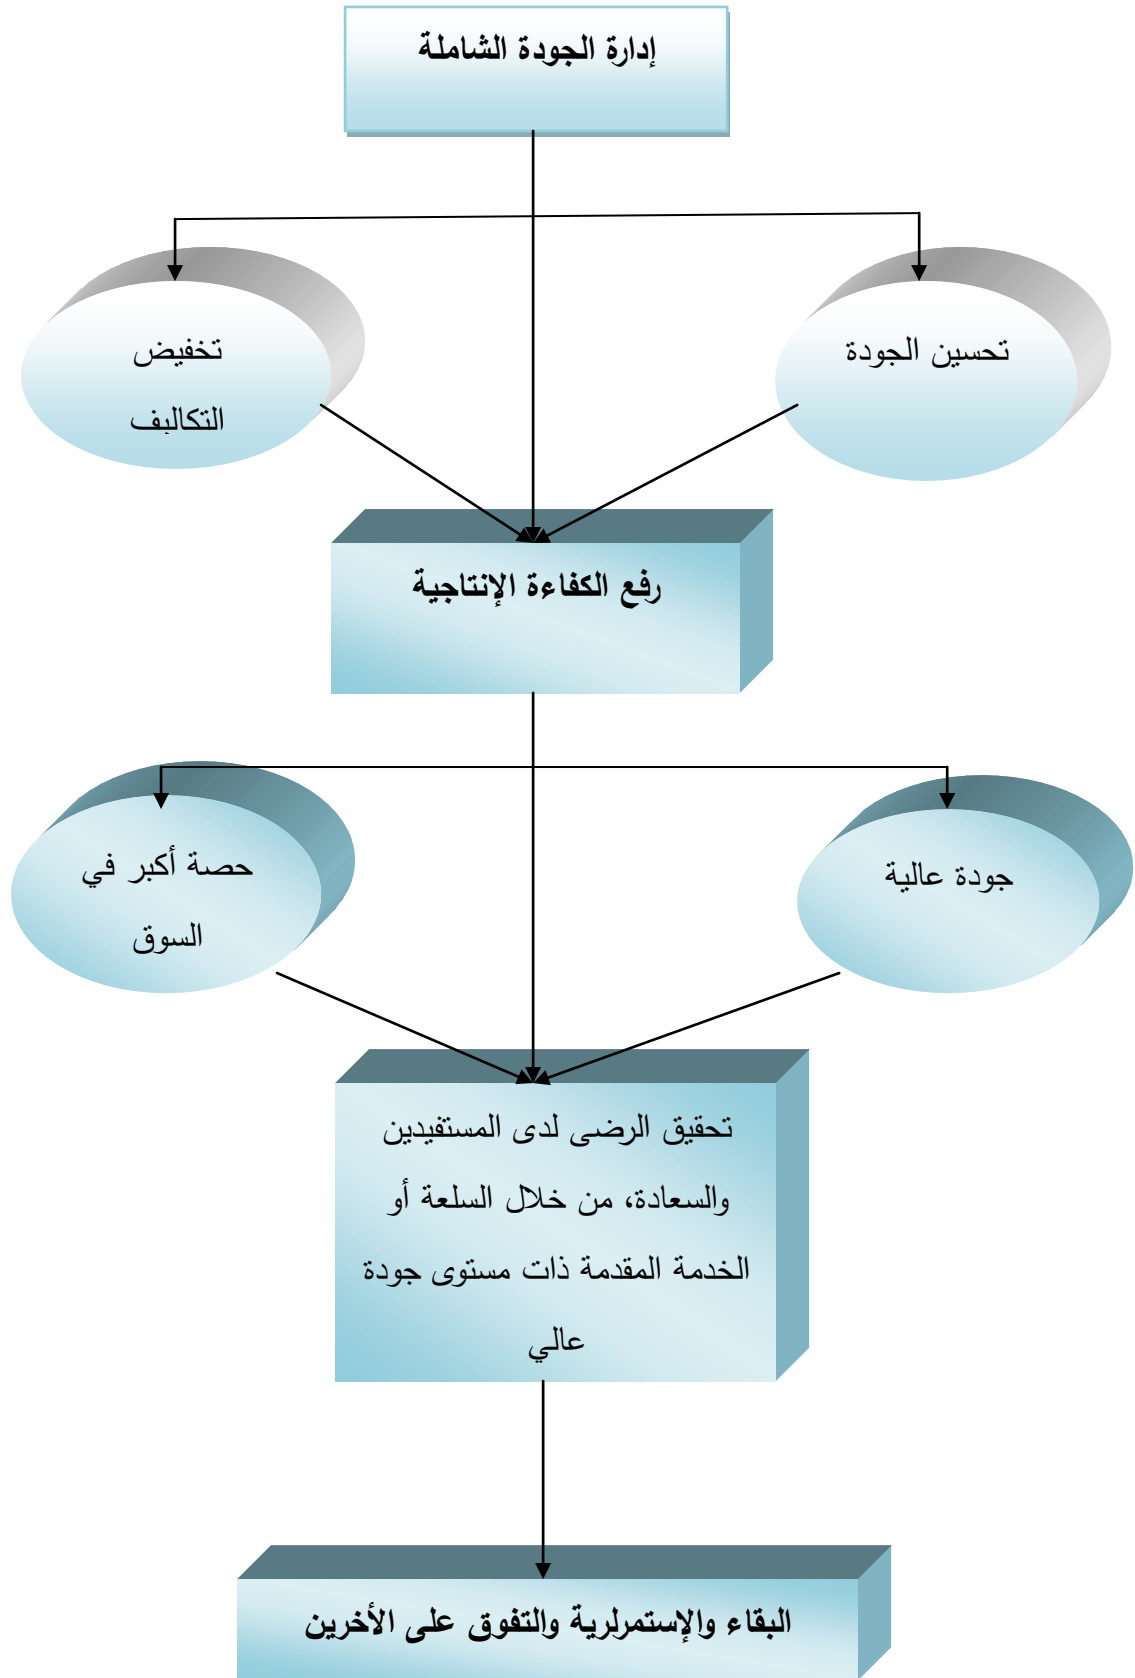 إدارة الجودة الشاملة
تحسين الجودة
تخفيض
التكاليف
رفع الكفاءة الإنتاجية
جودة عالية
حصة أكبر في
السوق
تحقيق الرضى لدى المستفيدين
والسعادة، من خلال السلعة أو
الخدمة المقدمة ذات مستوى جودة
عالي
البقاء والإستمرلرية والتفوق على الأخرين